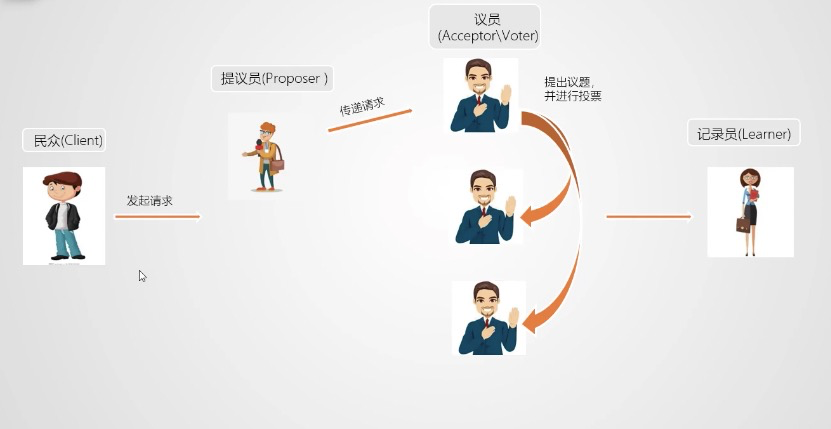 议员
(Acceptor\Voter)
提议员(Proposer )
提出议题，
并进行投票
传递请求
民众(Client)
记录员(Learner)
发起请求